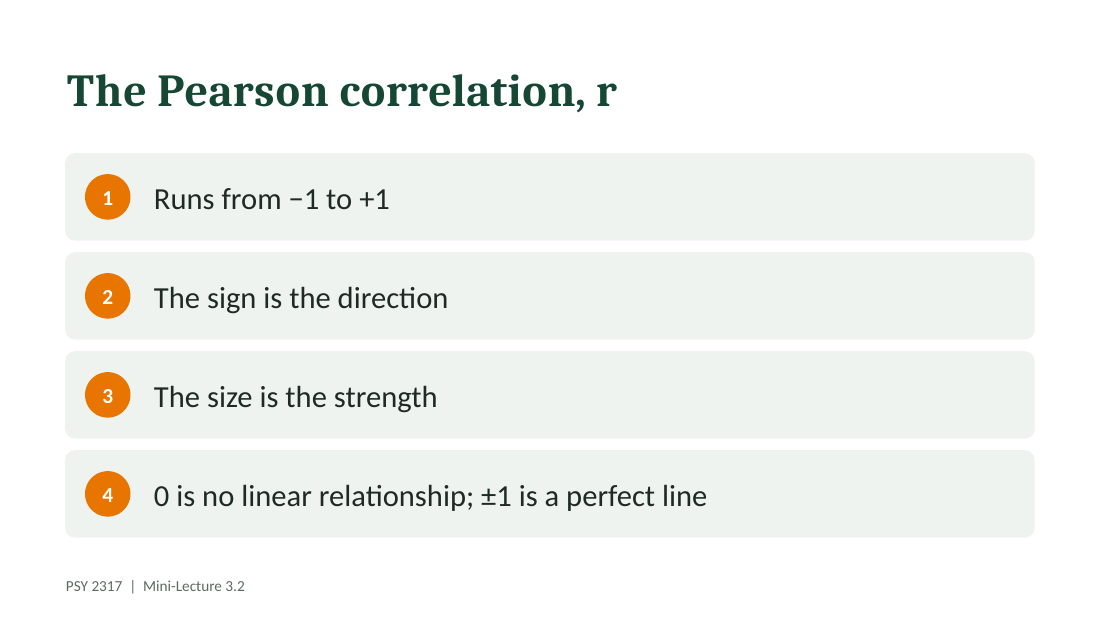 The Pearson correlation, r
1 Runs from −1 to +1
2 The sign is the direction
3 The size is the strength
4 0 is no linear relationship; ±1 is a perfect line
PSY 2317 | Mini-Lecture 3.2